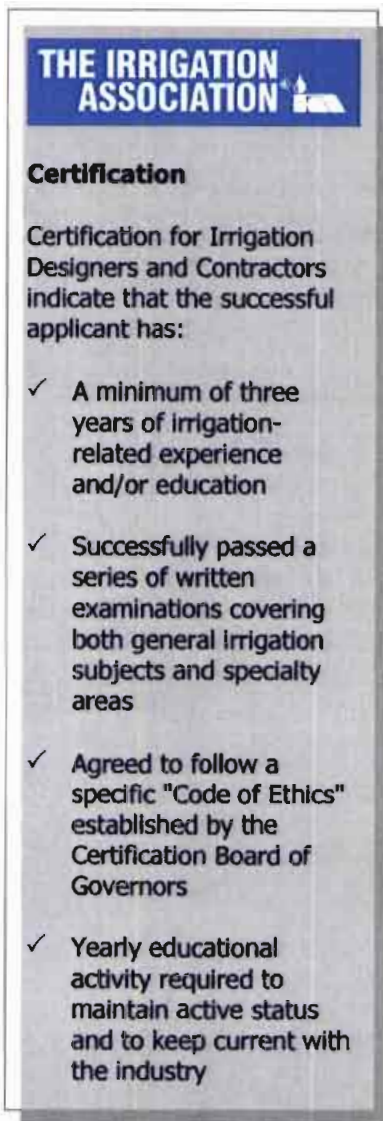 THE IRRIGATION
ASSOCIATION
Certification
Certification for Irrigation
Designers and Contractors
indicate that the successful
applicant has:
✓ A minimum of three
years of irrigation-
related experience
and/or education
✓ Successfully passed a
series of written
examinations covering
both general irrigation
subjects and specialty
areas
✓ Agreed to follow a
specific "Code of Ethics"
established by the
Certification Board of
Governors
✓ Yearly educational
activity required to
maintain active status
and to keep current with
the industry